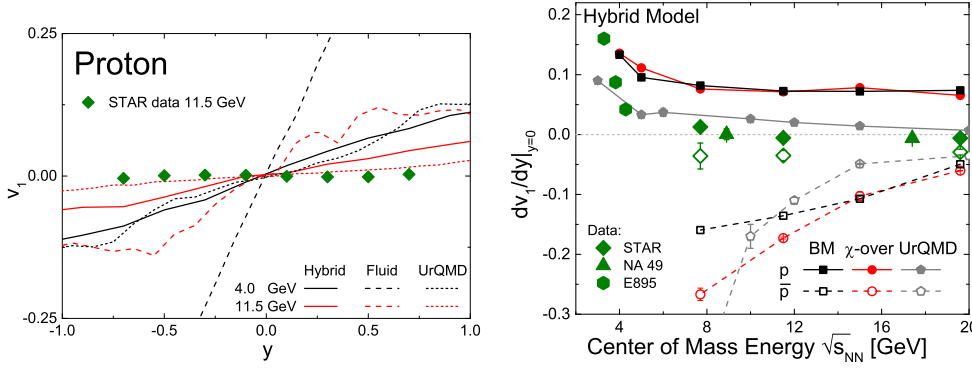 Proton
STAR data 11.5 GeV
0.25
0.00
-0.25
v1
Hybrid Fluid UrQMD
4.0 GeV
11.5 GeV
-1.0 -0.5 0.0 0.5 1.0
y
Hybrid Model
0.2
0.1
0.0
-0.1
-0.2
-0.3
dv1/dy|y=0
Data:
STAR
NA 49
E895
BM χ-over UrQMD
p
p̅
4 8 12 16 20
Center of Mass Energy √sNN [GeV]